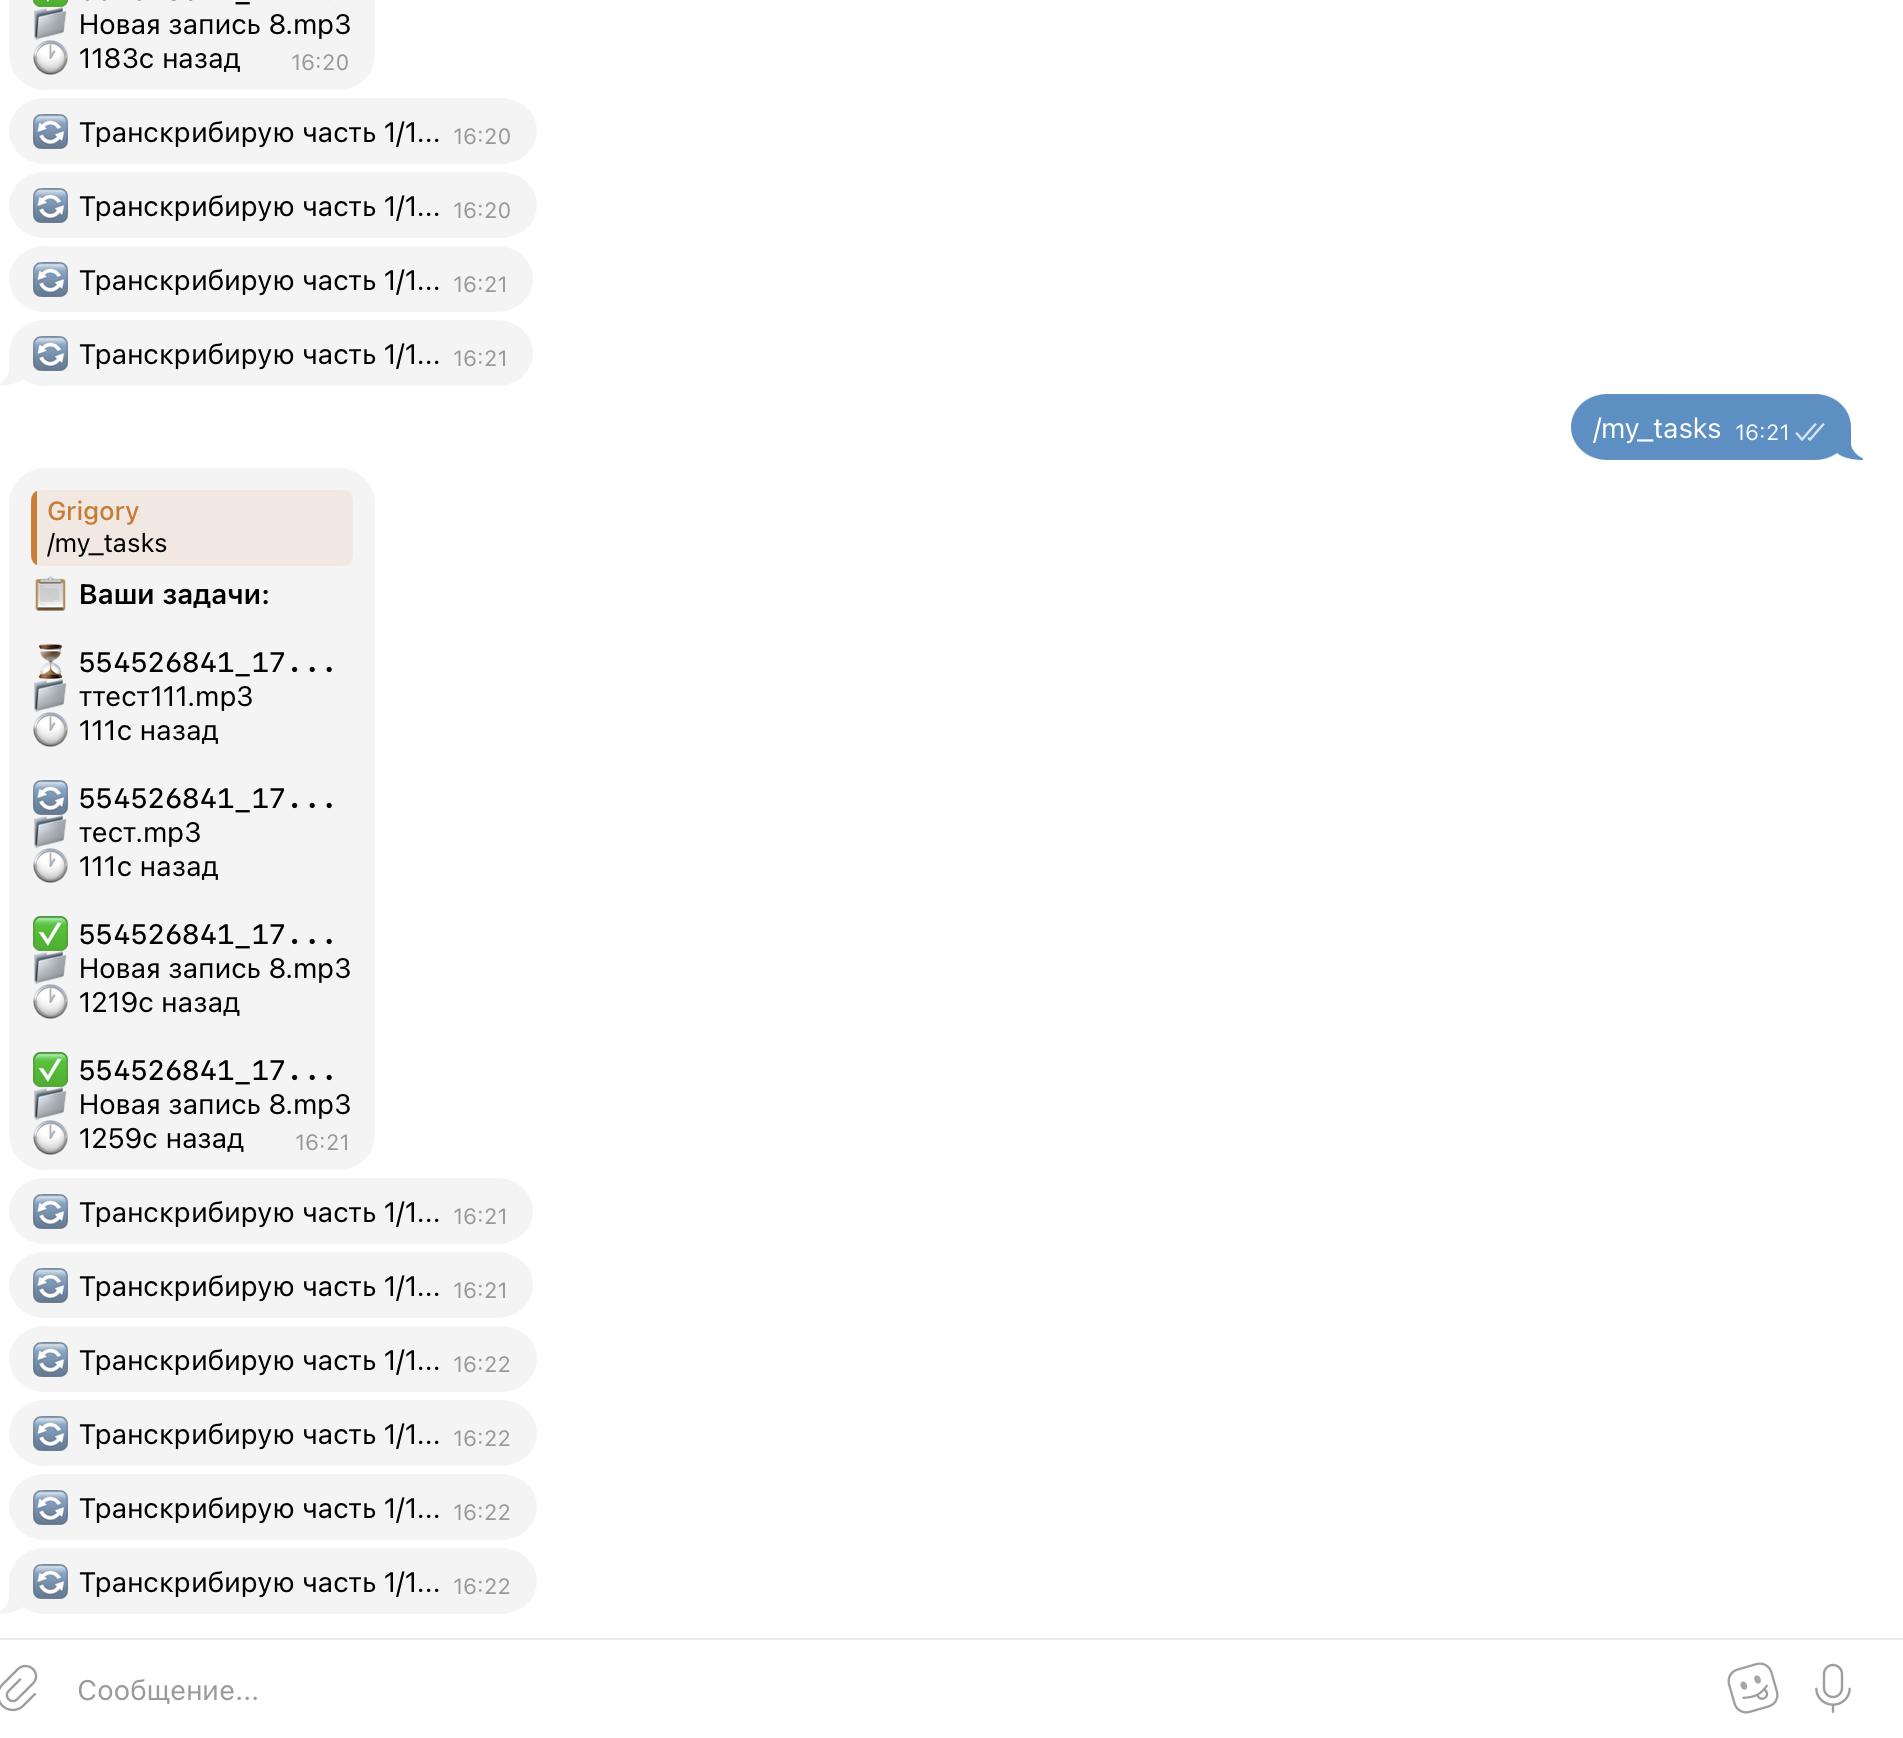 Новая запись 8.mp3
1183с назад 16:20
Транскрибирую часть 1/1... 16:20
Транскрибирую часть 1/1... 16:20
Транскрибирую часть 1/1... 16:21
Транскрибирую часть 1/1... 16:21
/my_tasks 16:21
Grigory
/my_tasks
Ваши задачи:
554526841_17...
ттест111.mp3
111с назад
554526841_17...
тест.mp3
111с назад
554526841_17...
Новая запись 8.mp3
1219с назад
554526841_17...
Новая запись 8.mp3
1259с назад 16:21
Транскрибирую часть 1/1... 16:21
Транскрибирую часть 1/1... 16:21
Транскрибирую часть 1/1... 16:22
Транскрибирую часть 1/1... 16:22
Транскрибирую часть 1/1... 16:22
Транскрибирую часть 1/1... 16:22
Сообщение...